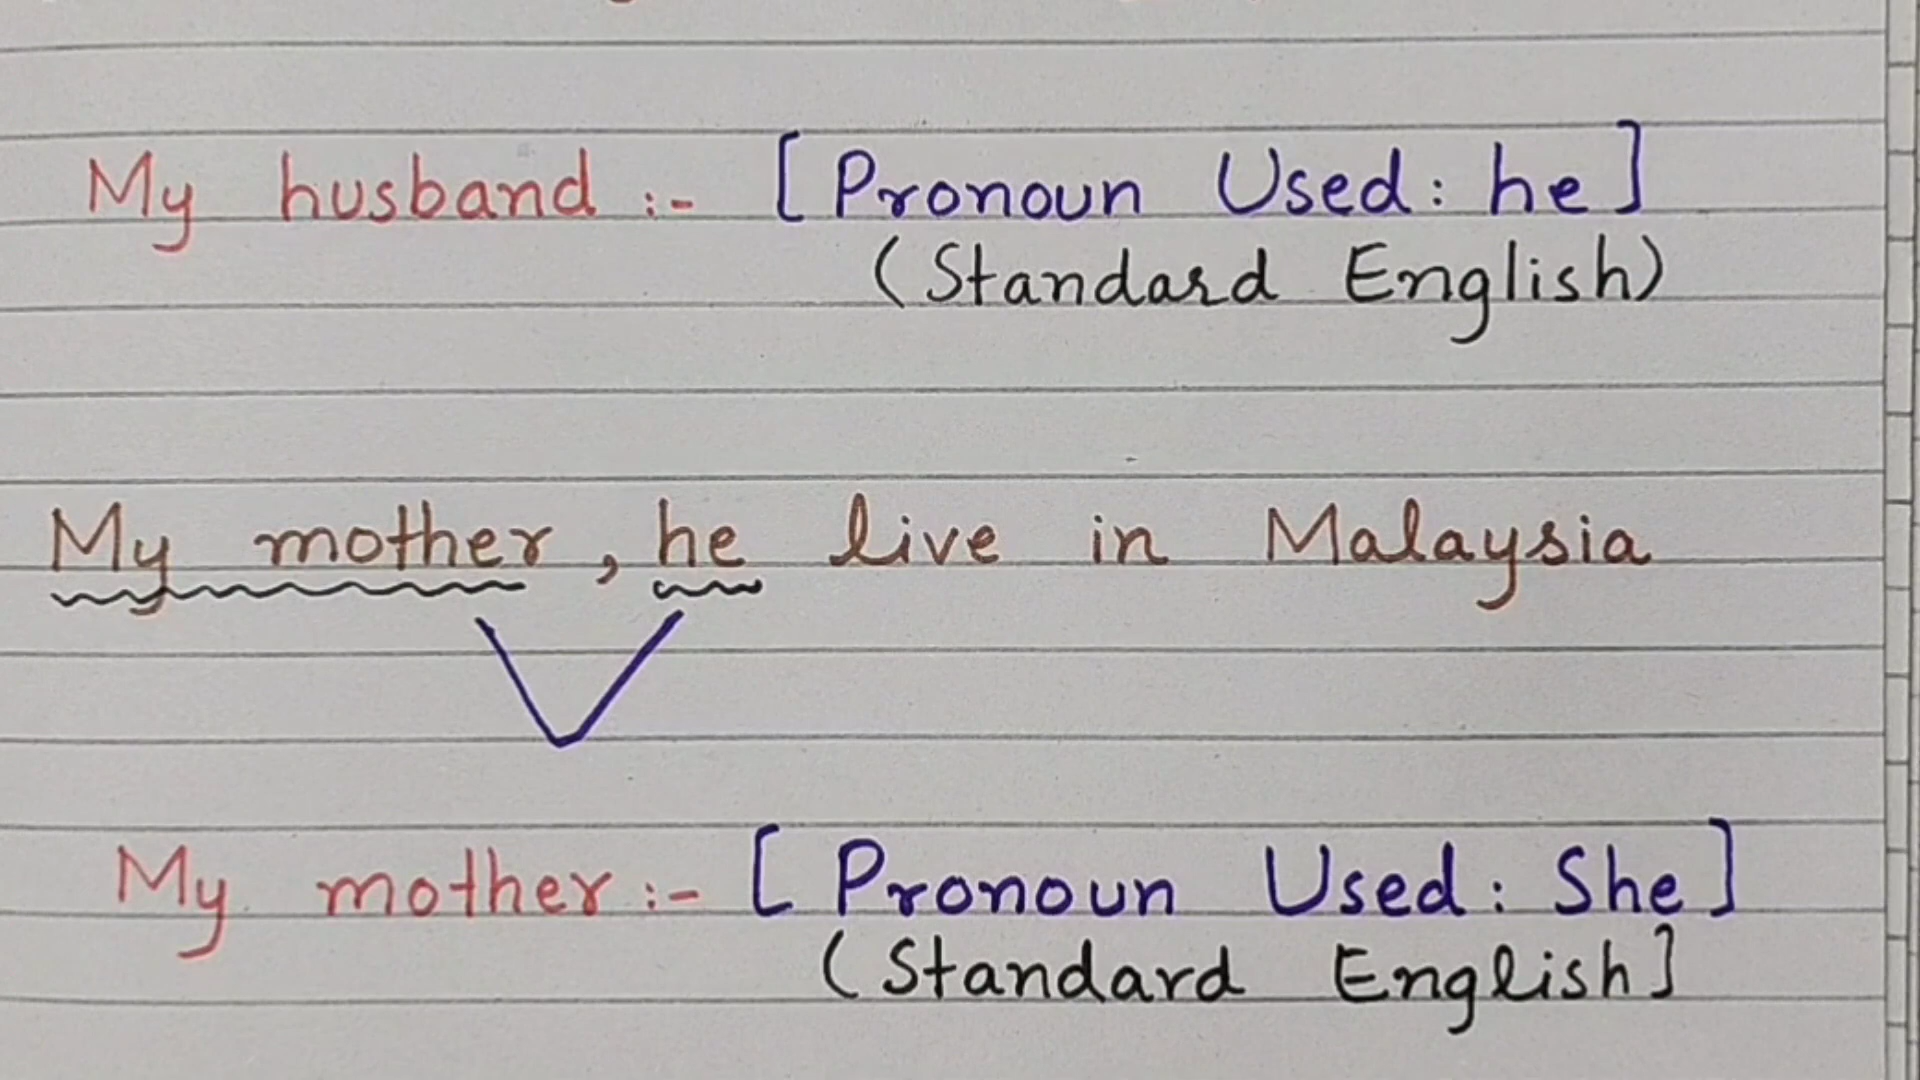 My husband :- [Pronoun Used: he]
(Standard English)
My mother, he live in Malaysia
My mother :- [Pronoun Used: She]
(Standard English]